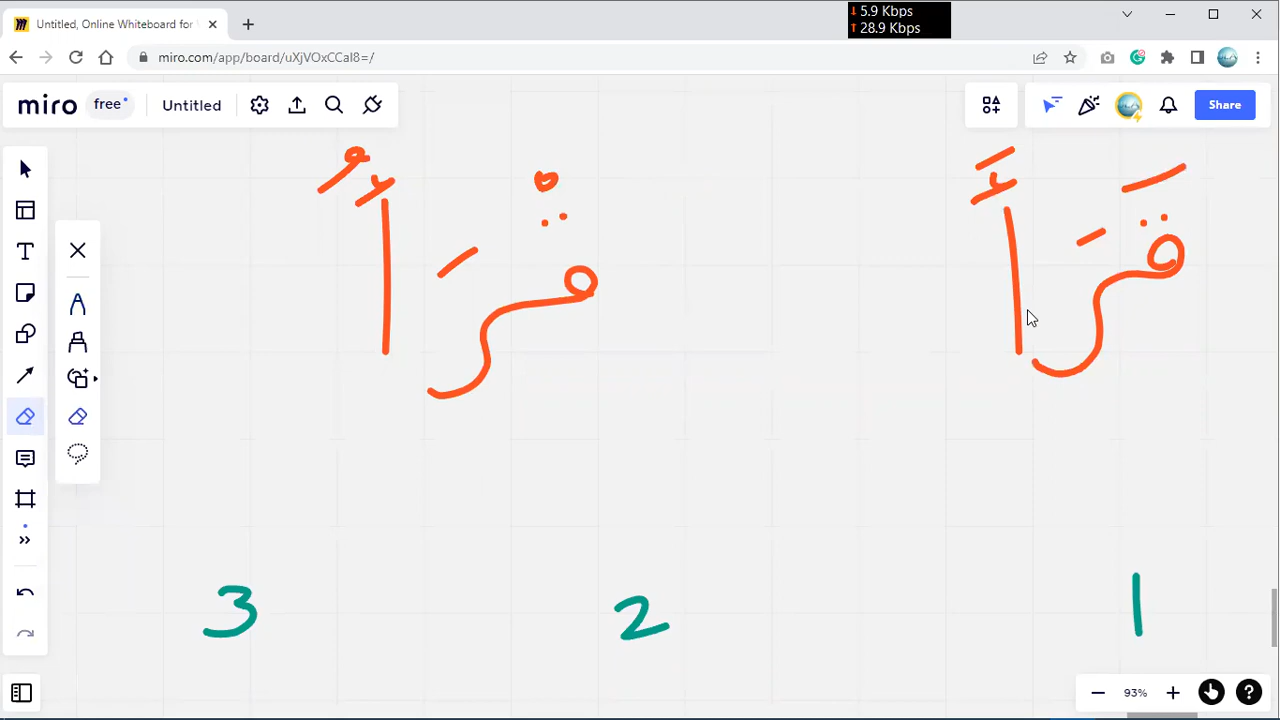 Untitled, Online Whiteboard for
5.9 Kbps
28.9 Kbps
miro.com/app/board/uXjVOxCCaI8=/
miro free Untitled
Share
قَرَأَ
قْرَأُ
1 2 3
93%